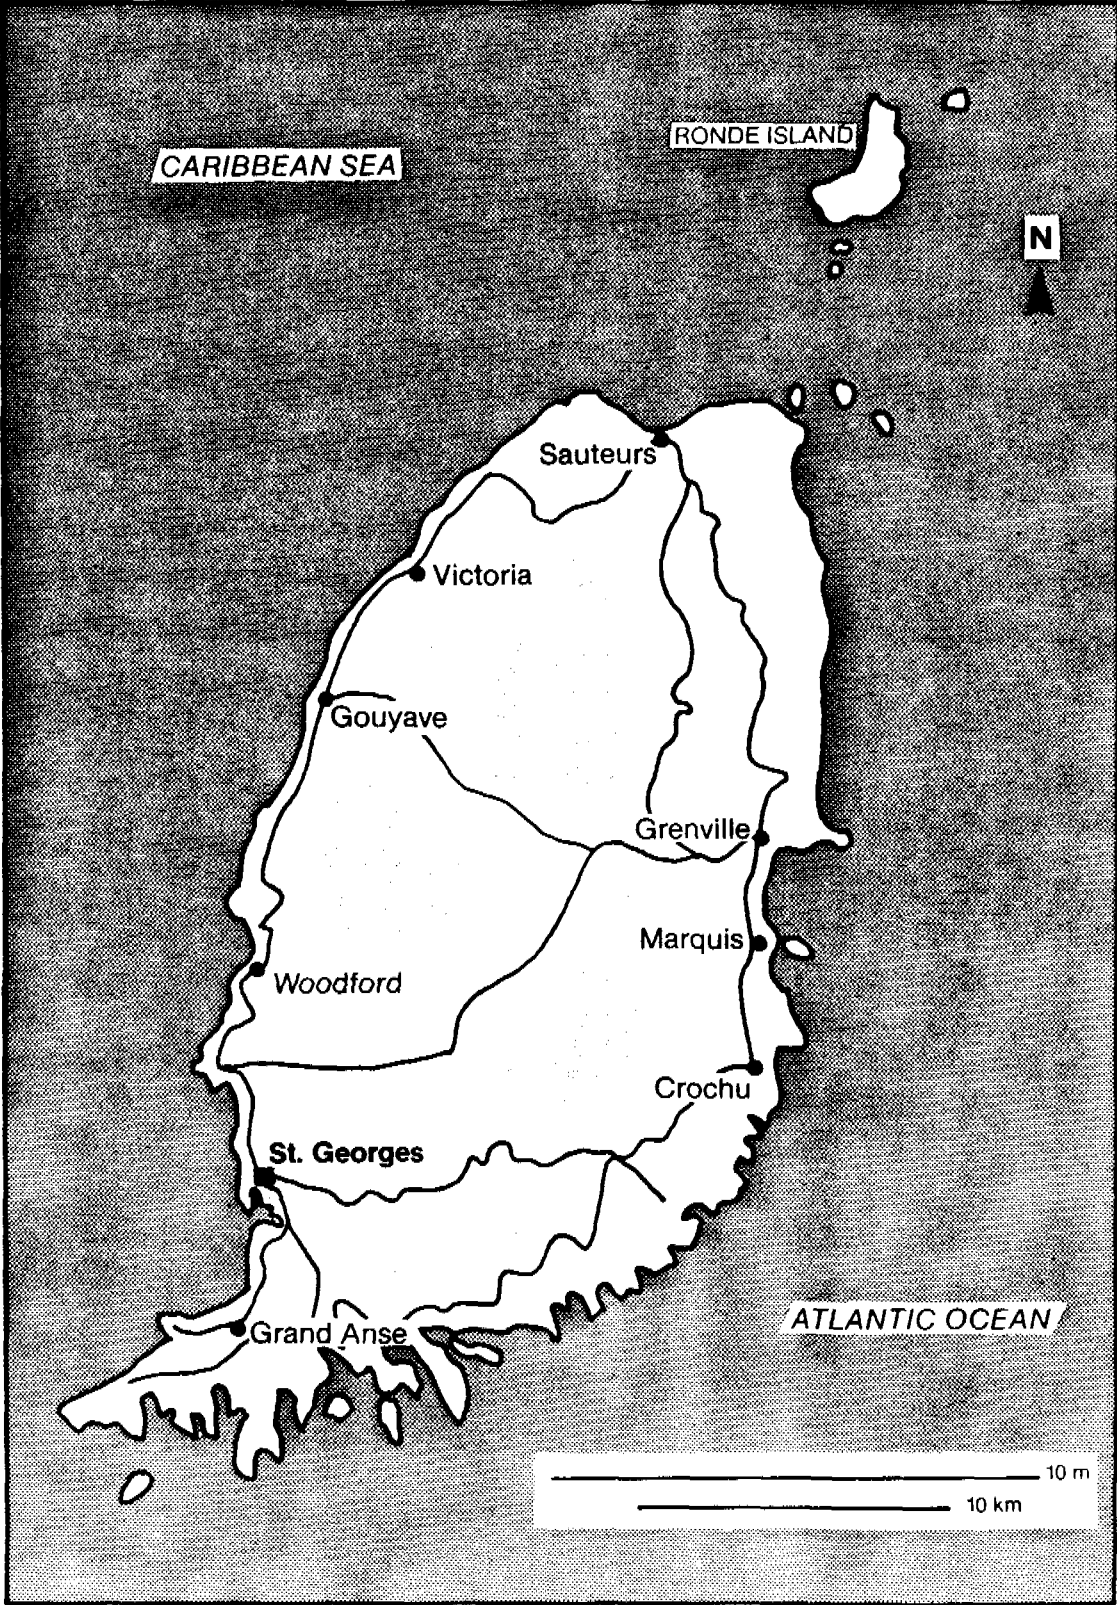 RONDE ISLAND
CARIBBEAN SEA
N
Sauteurs
Victoria
Gouyave
Grenville
Marquis
Woodford
Crochu
St. Georges
ATLANTIC OCEAN
Grand Anse
10 m
10 km